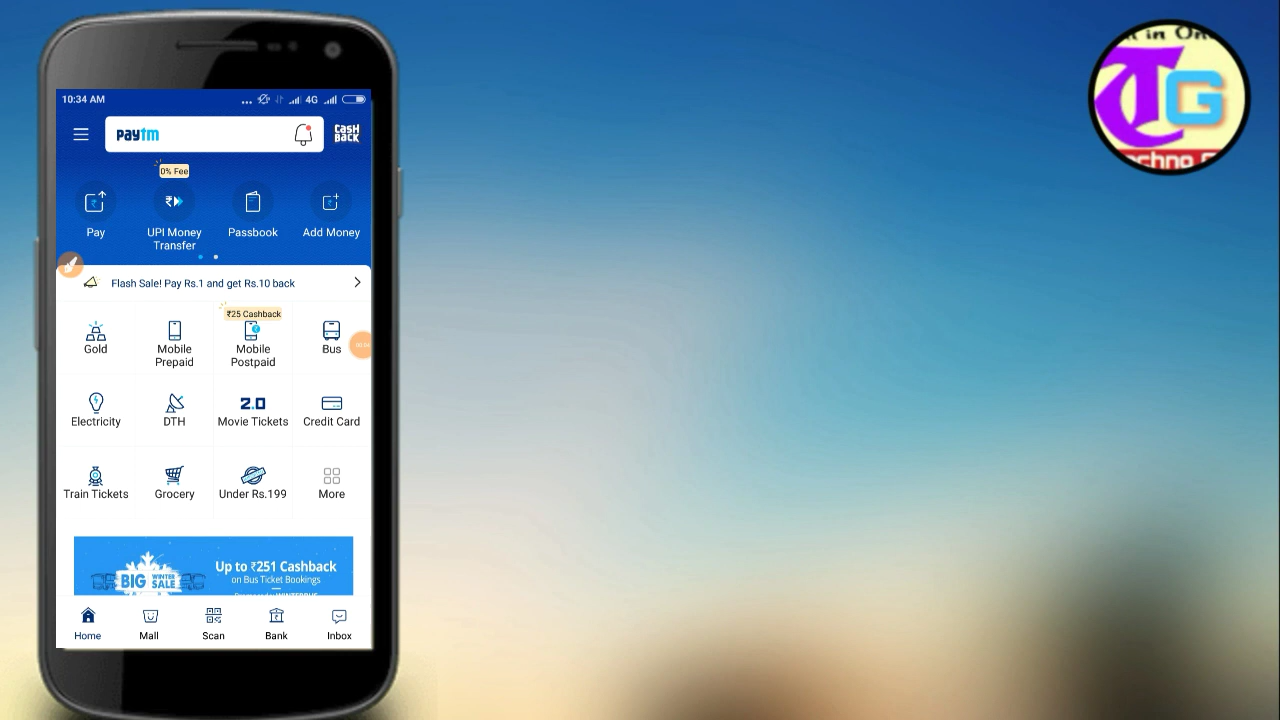 10:34 AM
4G
paytm
CASH
BACK
0% Fee
Pay
UPI Money
Transfer
Passbook
Add Money
Flash Sale! Pay Rs.1 and get Rs.10 back
₹25 Cashback
Gold
Mobile
Prepaid
Mobile
Postpaid
Bus
Electricity
DTH
2.0
Movie Tickets
Credit Card
Train Tickets
Grocery
Under Rs.199
More
BIG WINTER SALE
Up to ₹251 Cashback
on Bus Ticket Bookings
Home
Mall
Scan
Bank
Inbox
in
TG